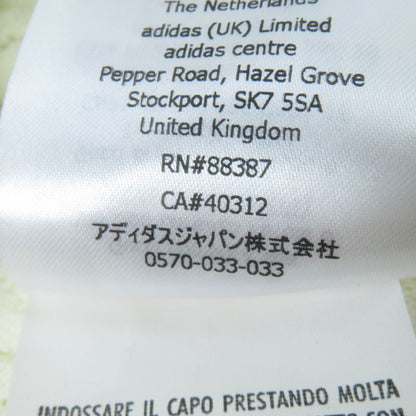 The Netherlands
adidas (UK) Limited
adidas centre
Pepper Road, Hazel Grove
Stockport, SK7 5SA
United Kingdom
RN#88387
CA#40312
アディダスジャパン株式会社
0570-033-033
INDOSSARE IL CAPO PRESTANDO MOLTA
CON